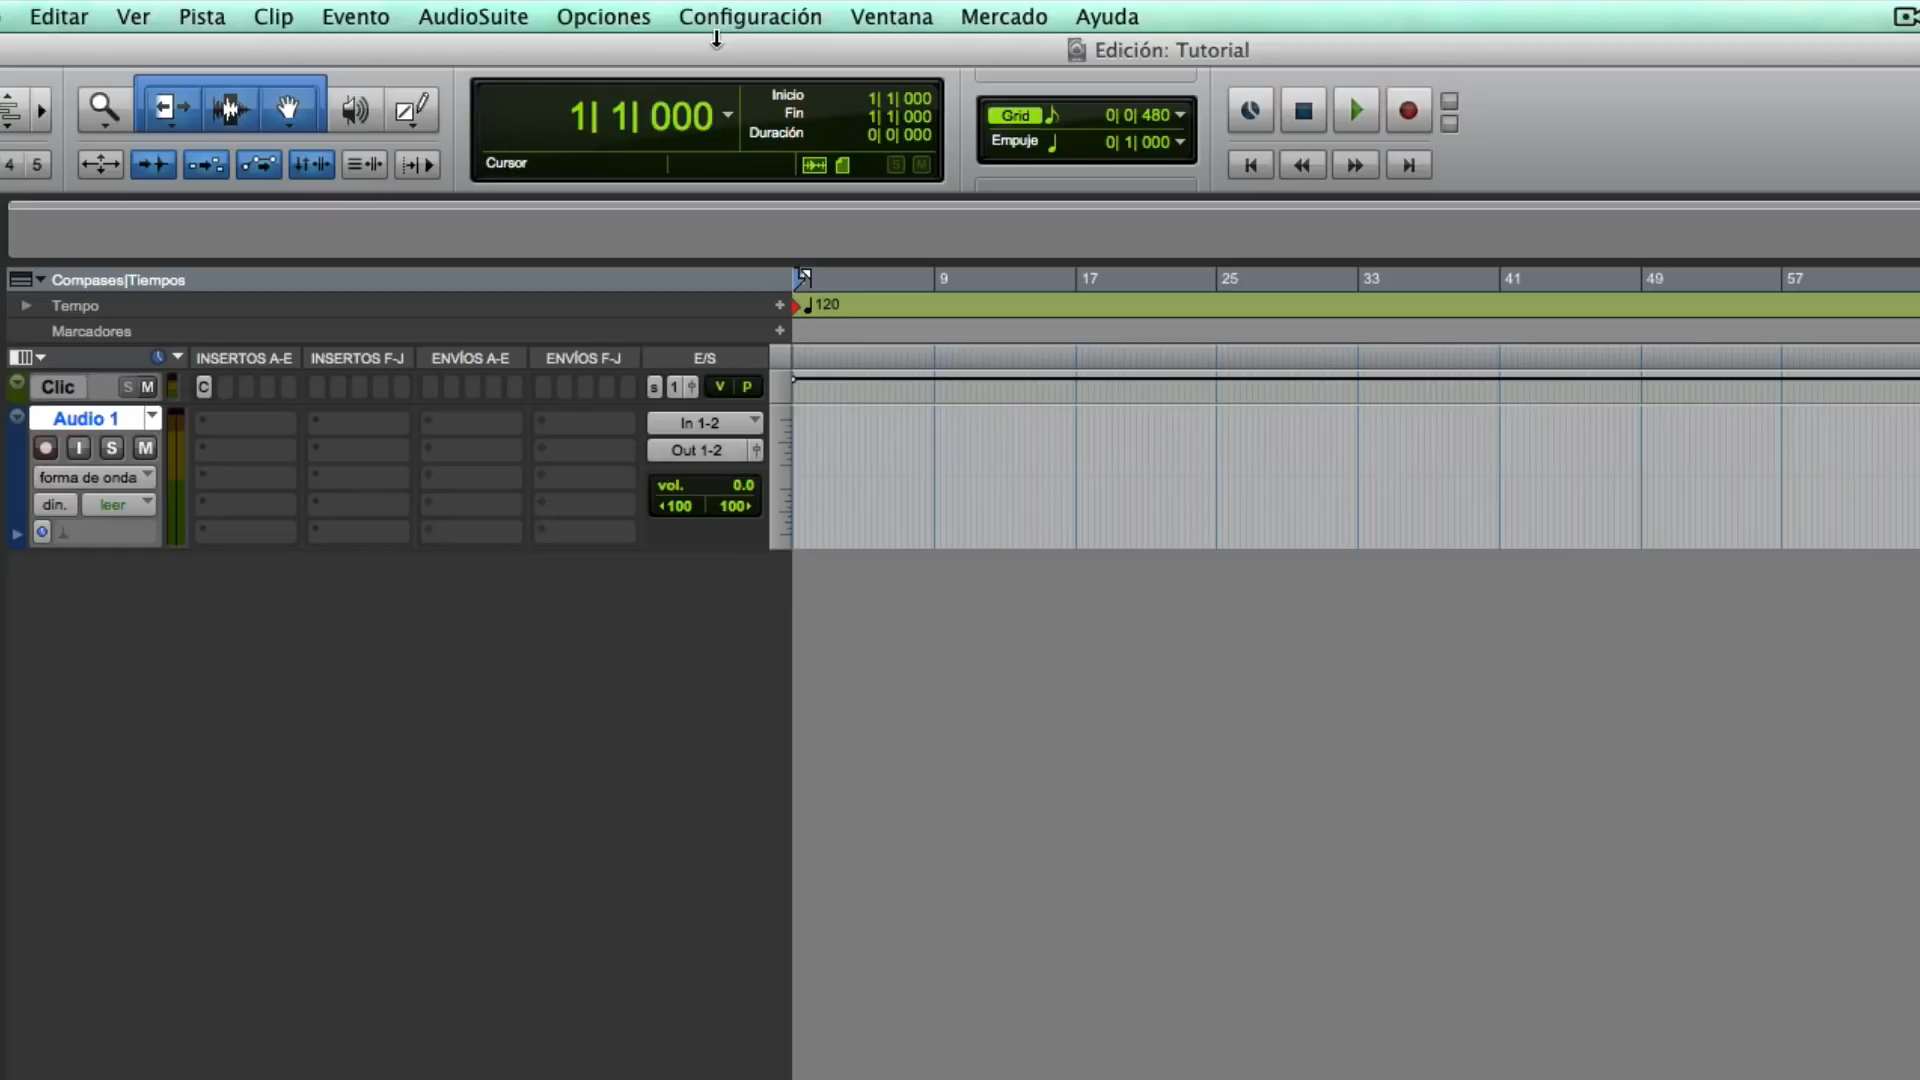 Editar Ver Pista Clip Evento AudioSuite Opciones Configuración Ventana Mercado Ayuda
Edición: Tutorial
1| 1| 000
Inicio 1| 1| 000
Fin 1| 1| 000
Duración 0| 0| 000
Cursor
S M
Grid 0| 0| 480
Empuje 0| 1| 000
4 5
Compases|Tiempos
9 17 25 33 41 49 57
Tempo + 120
Marcadores +
INSERTOS A-E INSERTOS F-J ENVÍOS A-E ENVÍOS F-J E/S
Clic S M C s 1 V P
Audio 1
I S M
In 1-2
Out 1-2
forma de onda
vol. 0.0
din. leer
100 100